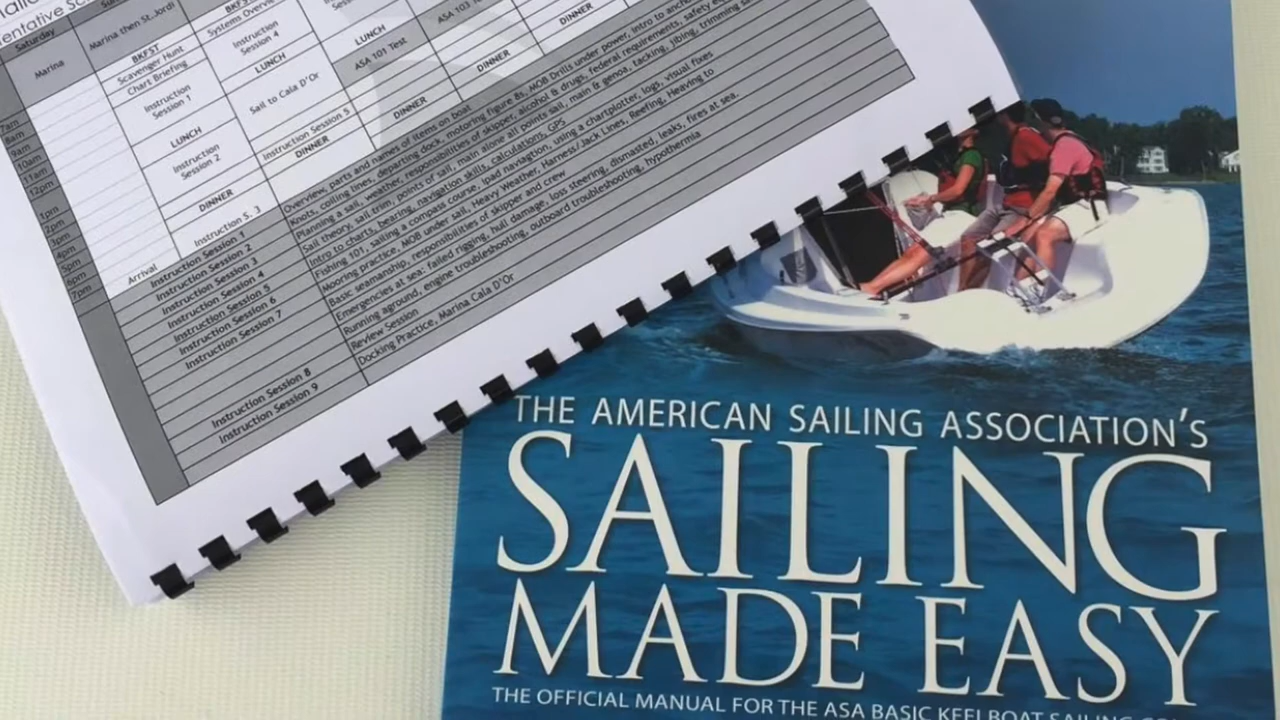 Saturday
Marina
Marina then St.Jordi
BKFST
Scavenger Hunt
Chart Briefing
Instruction
Session 1
LUNCH
Instruction
Session 2
DINNER
Instruction S. 3
BKFST
Systems Overview
Instruction
Session 4
LUNCH
Sail to Cala D'Or
Instruction Session 5
DINNER
LUNCH
ASA 101 Test
DINNER
ASA 103
DINNER
DINNER
7am
8am
9am
10am
11am
12pm
1pm
2pm
3pm
4pm
5pm
6pm
7pm
Arrival
Instruction Session 1
Instruction Session 2
Instruction Session 3
Instruction Session 4
Instruction Session 5
Instruction Session 6
Instruction Session 7
Instruction Session 8
Instruction Session 9
Overview, parts and names of items on boat
Knots, coiling lines, departing dock, motoring figure 8s, MOB Drills under power, intro to
Planning a sail, weather, responsibilities of skipper, alcohol & drugs, federal requirements, safety
Sail theory, sail trim, points of sail, main alone all points sail, main & genoa, tacking, jibing, trimming
Intro to charts, bearing, navigation skills, calculations, GPS
Fishing 101, sailing a compass course, ipad navigation, using a chartplotter, logs, visual fixes
Mooring practice, MOB under sail, Heavy Weather, Harness/Jack Lines, Reefing, Heaving to
Basic seamanship, responsibilities of skipper and crew
Emergencies at sea: failed rigging, hull damage, loss steering, dismasted, leaks, fires at sea.
Running aground, engine troubleshooting, outboard troubleshooting, hypothermia
Review Session
Docking Practice, Marina Cala D'Or
THE AMERICAN SAILING ASSOCIATION'S
SAILING
MADE EASY
THE OFFICIAL MANUAL FOR THE ASA BASIC KEELBOAT SAILING